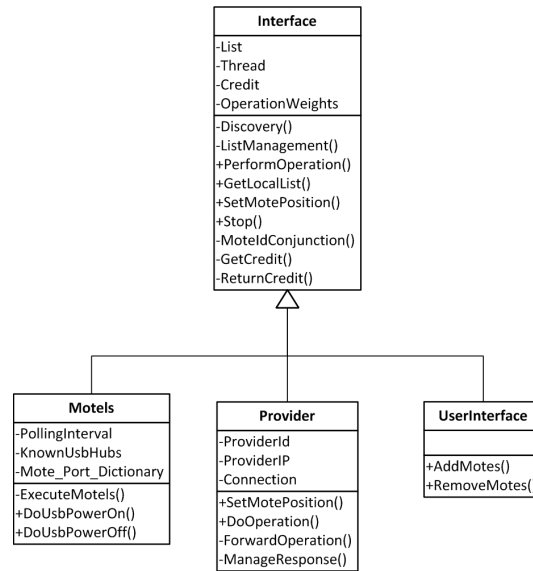 Interface
-List
-Thread
-Credit
-OperationWeights
-Discovery()
-ListManagement()
+PerformOperation()
+GetLocalList()
+SetMotePosition()
+Stop()
-MoteIdConjunction()
-GetCredit()
-ReturnCredit()
Motels
-PollingInterval
-KnownUsbHubs
-Mote_Port_Dictionary
-ExecuteMotels()
+DoUsbPowerOn()
+DoUsbPowerOff()
Provider
-ProviderId
-ProviderIP
-Connection
+SetMotePosition()
+DoOperation()
-ForwardOperation()
-ManageResponse()
UserInterface
+AddMotes()
+RemoveMotes()